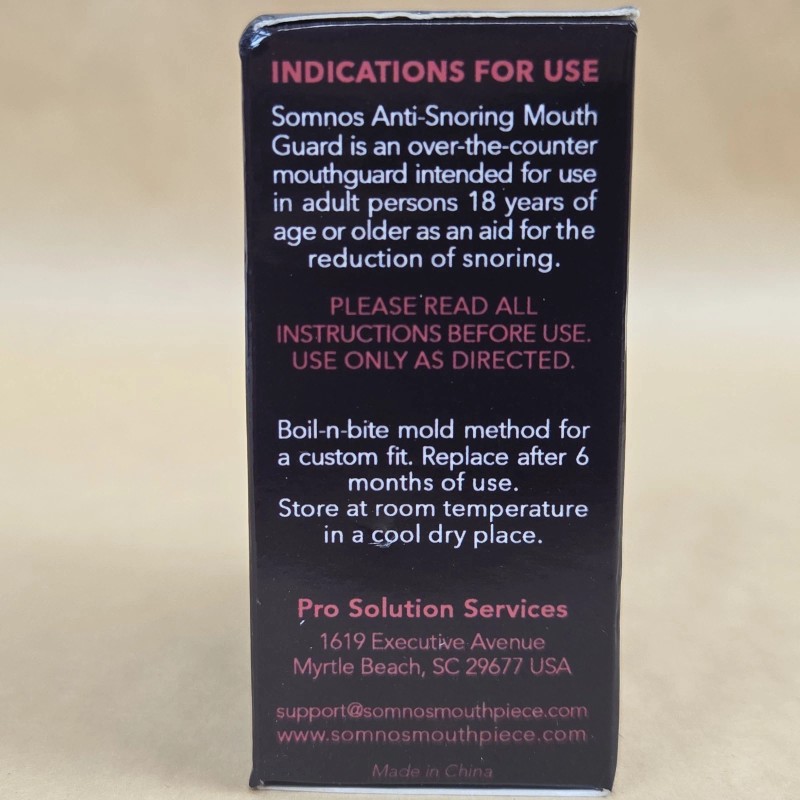 INDICATIONS FOR USE
Somnos Anti-Snoring Mouth
Guard is an over-the-counter
mouthguard intended for use
in adult persons 18 years of
age or older as an aid for the
reduction of snoring.
PLEASE READ ALL
INSTRUCTIONS BEFORE USE.
USE ONLY AS DIRECTED.
Boil-n-bite mold method for
a custom fit. Replace after 6
months of use.
Store at room temperature
in a cool dry place.
Pro Solution Services
1619 Executive Avenue
Myrtle Beach, SC 29677 USA
support@somnosmouthpiece.com
www.somnosmouthpiece.com
Made in China